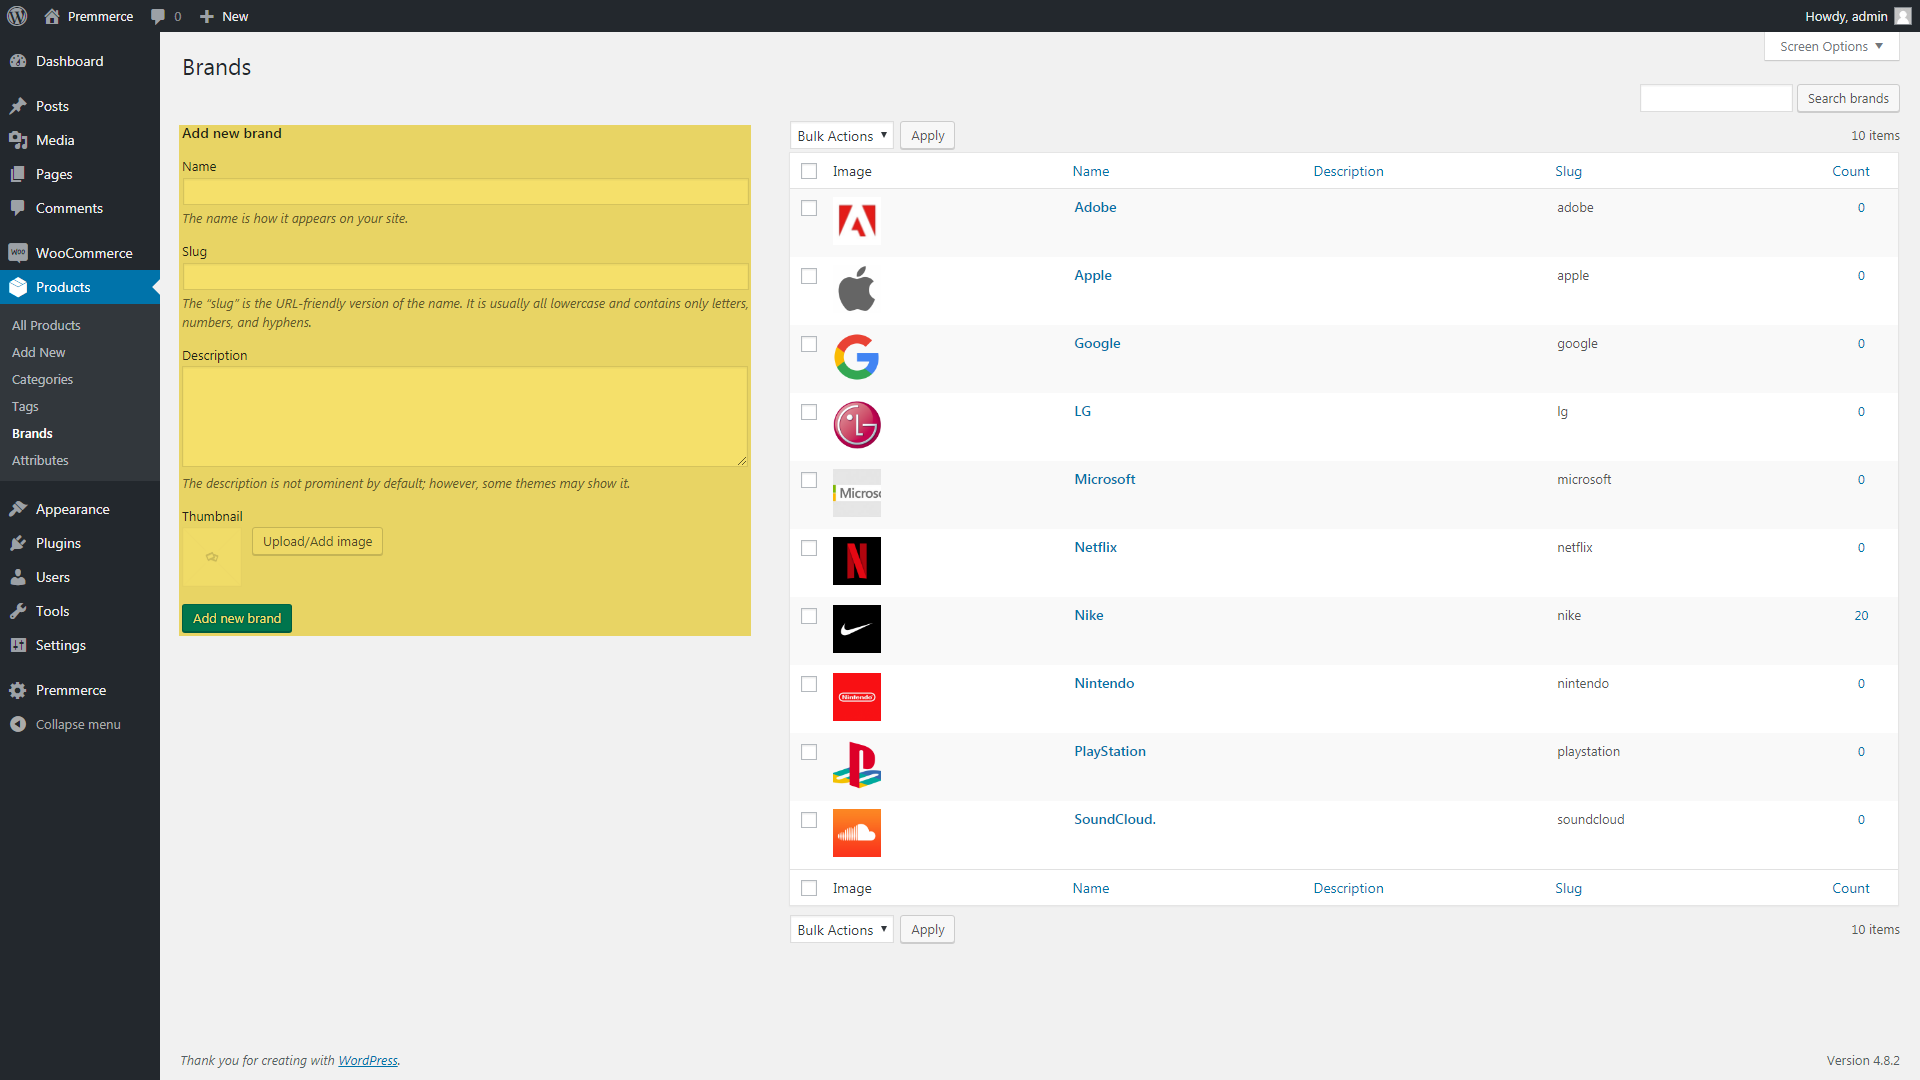 Premmerce
0
New
Howdy, admin
Screen Options
Dashboard
Posts
Media
Pages
Comments
WooCommerce
Products
All Products
Add New
Categories
Tags
Brands
Attributes
Appearance
Plugins
Users
Tools
Settings
Premmerce
Collapse menu
Brands
Search brands
Add new brand
Name
The name is how it appears on your site.
Slug
The “slug” is the URL-friendly version of the name. It is usually all lowercase and contains only letters,
numbers, and hyphens.
Description
The description is not prominent by default; however, some themes may show it.
Thumbnail
Upload/Add image
Add new brand
Bulk Actions Apply 10 items
Image Name Description Slug Count
Adobe adobe 0
Apple apple 0
Google google 0
LG lg 0
Microsoft microsoft 0
Netflix netflix 0
Nike nike 20
Nintendo Nintendo nintendo 0
PlayStation playstation 0
SoundCloud. soundcloud 0
Image Name Description Slug Count
Bulk Actions Apply 10 items
Thank you for creating with WordPress.
Version 4.8.2